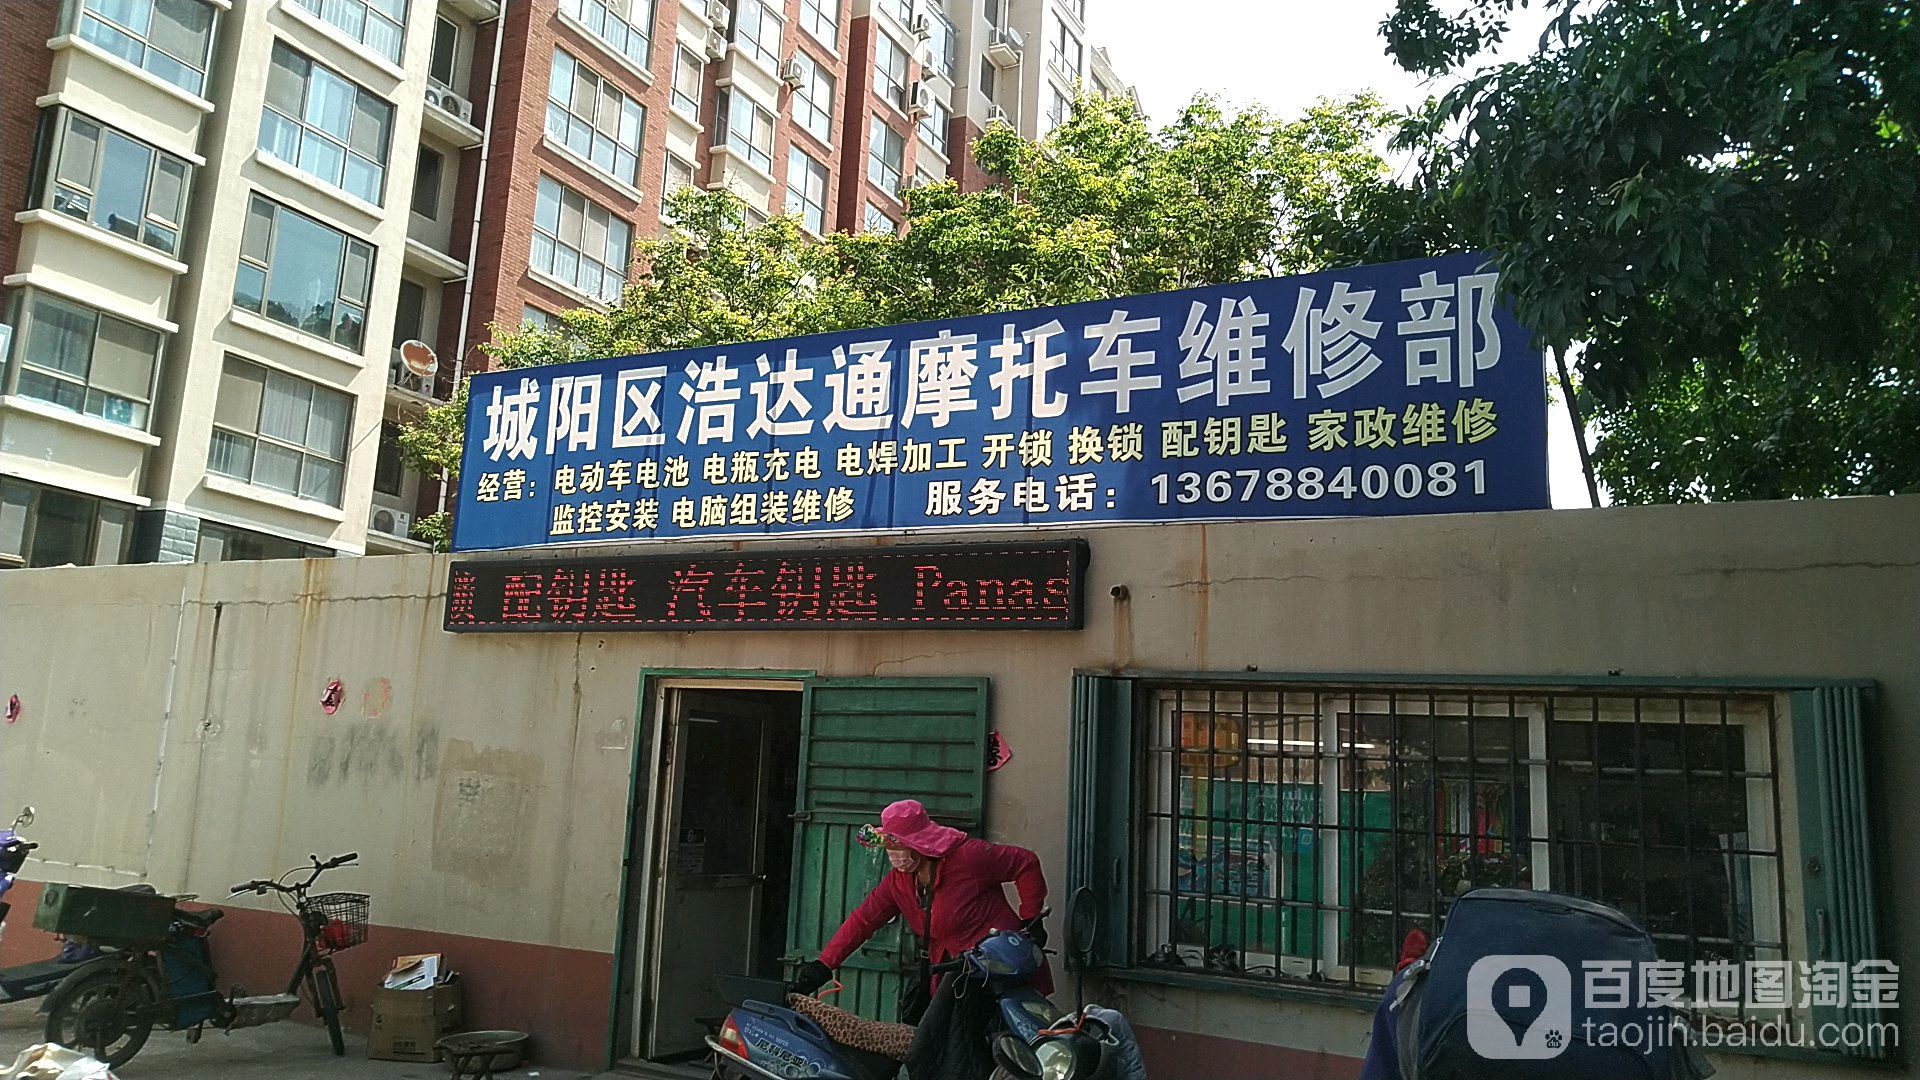 城阳区浩达通摩托车维修部
经营：电动车电池 电瓶充电 电焊加工 开锁 换锁 配钥匙 家政维修
监控安装 电脑组装维修 服务电话：13678840081
配钥匙 汽车钥匙 Panas
百度地图淘金
taojin.baidu.com